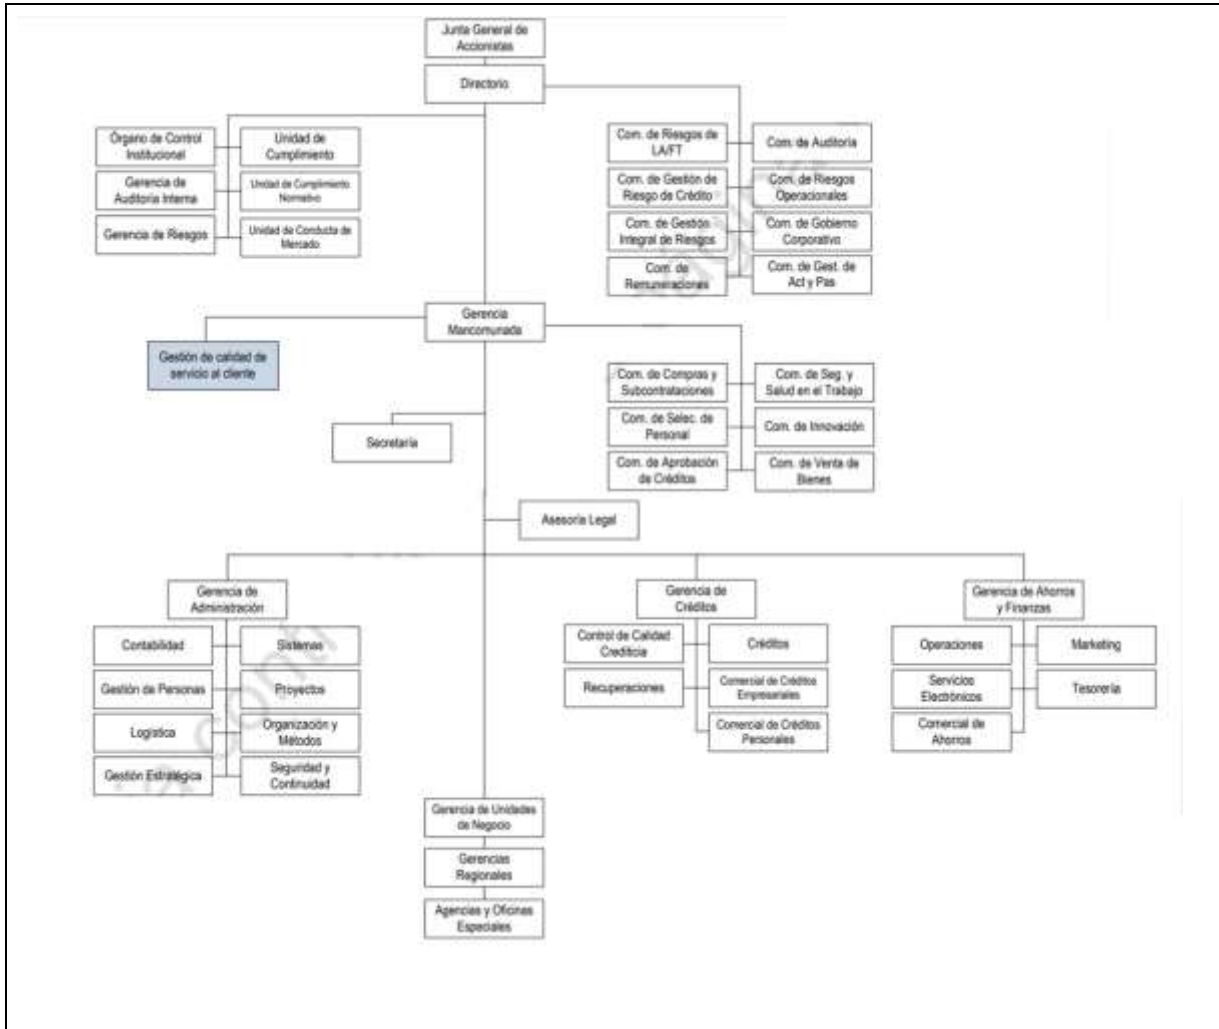 Junta General de
Accionistas
Directorio
Órgano de Control
Institucional
Unidad de
Cumplimiento
Gerencia de
Auditoría Interna
Unidad de Cumplimiento
Normativo
Gerencia de Riesgos
Unidad de Conducta de
Mercado
Com. de Riesgos de
LA/FT
Com. de Auditoría
Com. de Gestión de
Riesgo de Crédito
Com. de Riesgos
Operacionales
Com. de Gestión
Integral de Riesgos
Com. de Gobierno
Corporativo
Com. de
Remuneraciones
Com. de Gest. de
Act y Pas
Gerencia
Mancomunada
Gestión de calidad de
servicio al cliente
Com. de Compras y
Subcontrataciones
Com. de Seg. y
Salud en el Trabajo
Com. de Selec. de
Personal
Com. de Innovación
Com. de Aprobación
de Créditos
Com. de Venta de
Bienes
Secretaría
Asesoría Legal
Gerencia de
Administración
Contabilidad
Sistemas
Gestión de Personas
Proyectos
Logística
Organización y
Métodos
Gestión Estratégica
Seguridad y
Continuidad
Gerencia de
Créditos
Control de Calidad
Crediticia
Créditos
Recuperaciones
Comercial de Créditos
Empresariales
Comercial de Créditos
Personales
Gerencia de Ahorros
y Finanzas
Operaciones
Marketing
Servicios
Electrónicos
Tesorería
Comercial de
Ahorros
Gerencia de Unidades
de Negocio
Gerencias
Regionales
Agencias y Oficinas
Especiales